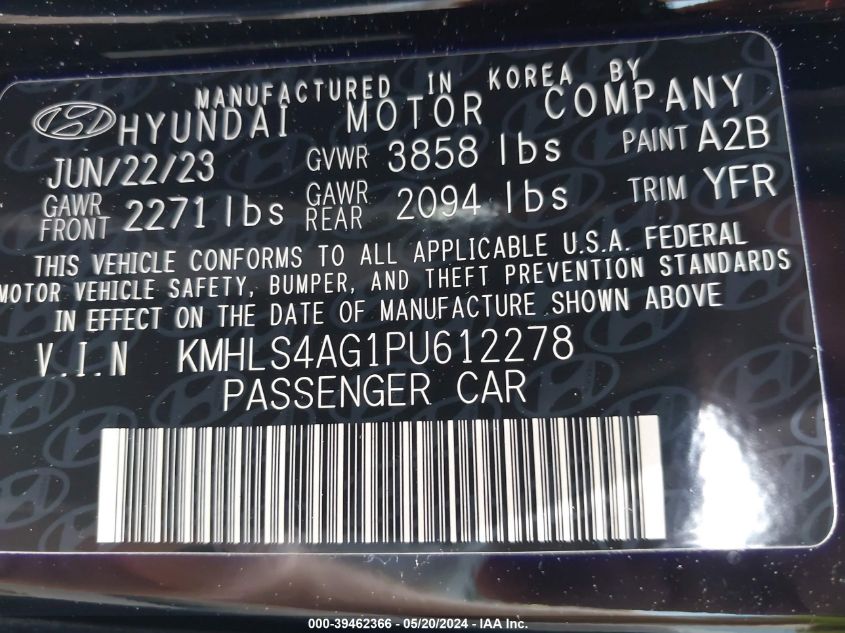 MANUFACTURED IN KOREA BY
HYUNDAI MOTOR COMPANY
JUN/22/23 GVWR 3858 lbs PAINT A2B
GAWR FRONT 2271 lbs GAWR REAR 2094 lbs TRIM YFR
THIS VEHICLE CONFORMS TO ALL APPLICABLE U.S.A. FEDERAL
MOTOR VEHICLE SAFETY, BUMPER, AND THEFT PREVENTION STANDARDS
IN EFFECT ON THE DATE OF MANUFACTURE SHOWN ABOVE
V.I.N KMHLS4AG1PU612278
PASSENGER CAR
000-39462366 - 05/20/2024 - IAA Inc.